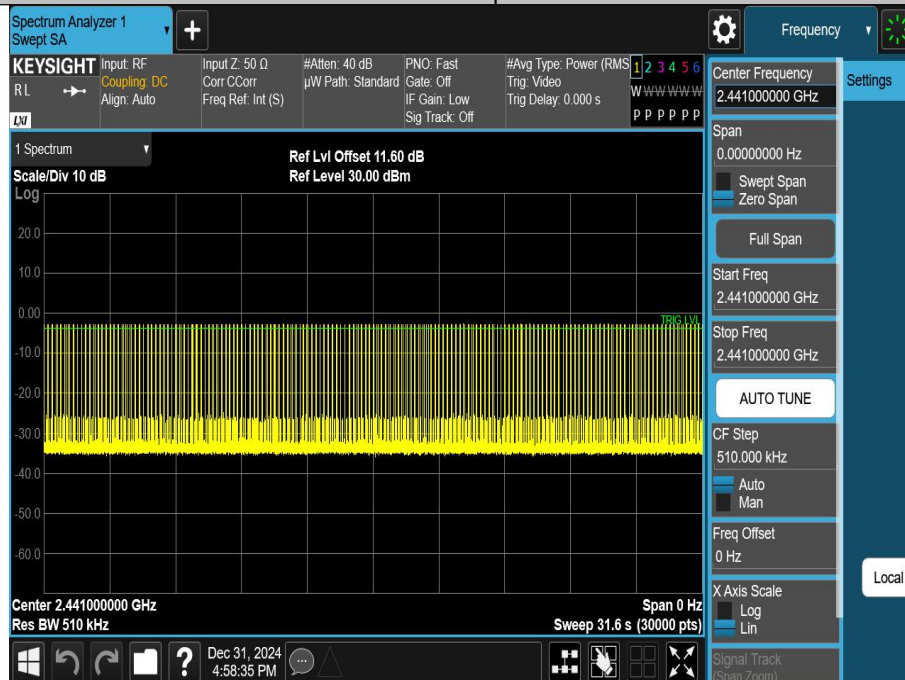 Spectrum Analyzer 1
Swept SA
Frequency
KEYSIGHT
RL
LXI
Input: RF
Coupling: DC
Align: Auto
Input Z: 50 Ω
Corr CCorr
Freq Ref: Int (S)
#Atten: 40 dB
µW Path: Standard
PNO: Fast
Gate: Off
IF Gain: Low
Sig Track: Off
#Avg Type: Power (RMS
Trig: Video
Trig Delay: 0.000 s
1 2 3 4 5 6
W W W W W W
P P P P P P
1 Spectrum
Scale/Div 10 dB
Ref Lvl Offset 11.60 dB
Ref Level 30.00 dBm
Log
20.0
10.0
0.00
TRIG LVL
-10.0
-20.0
-30.0
-40.0
-50.0
-60.0
Center 2.441000000 GHz
Res BW 510 kHz
Span 0 Hz
Sweep 31.6 s (30000 pts)
Center Frequency
2.441000000 GHz
Settings
Span
0.00000000 Hz
Swept Span
Zero Span
Full Span
Start Freq
2.441000000 GHz
Stop Freq
2.441000000 GHz
AUTO TUNE
CF Step
510.000 kHz
Auto
Man
Freq Offset
0 Hz
Local
X Axis Scale
Log
Lin
Signal Track
(Span Zoom)
?
Dec 31, 2024
4:58:35 PM